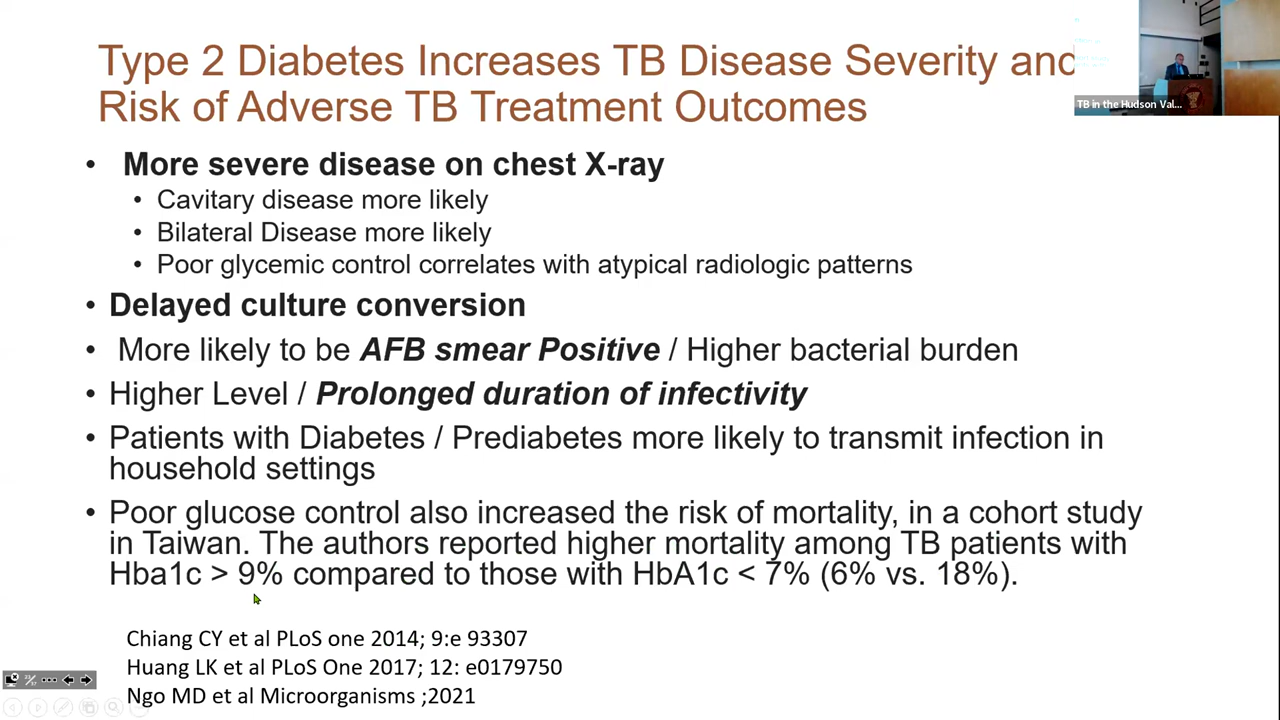 Type 2 Diabetes Increases TB Disease Severity and
Risk of Adverse TB Treatment Outcomes
TB in the Hudson Val...
• More severe disease on chest X-ray
• Cavitary disease more likely
• Bilateral Disease more likely
• Poor glycemic control correlates with atypical radiologic patterns
• Delayed culture conversion
• More likely to be AFB smear Positive / Higher bacterial burden
• Higher Level / Prolonged duration of infectivity
• Patients with Diabetes / Prediabetes more likely to transmit infection in
household settings
• Poor glucose control also increased the risk of mortality, in a cohort study
in Taiwan. The authors reported higher mortality among TB patients with
Hba1c > 9% compared to those with HbA1c < 7% (6% vs. 18%).
Chiang CY et al PLoS one 2014; 9:e 93307
Huang LK et al PLoS One 2017; 12: e0179750
Ngo MD et al Microorganisms ;2021